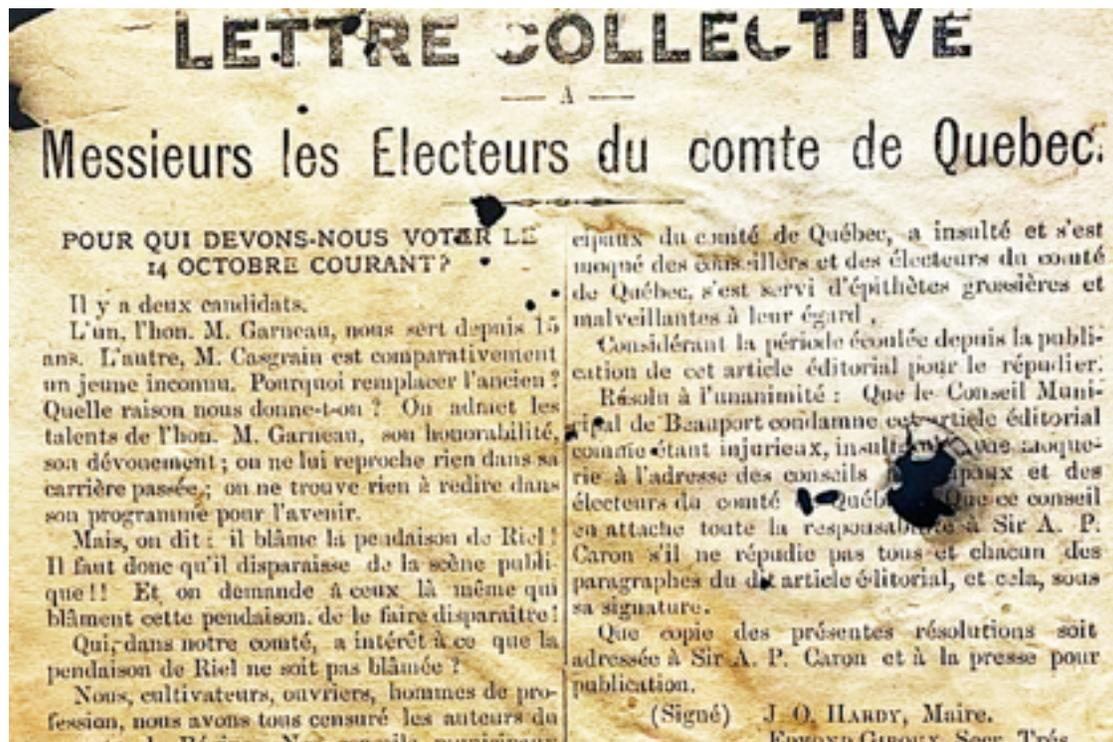 LETTRE COLLECTIVE
A
Messieurs les Electeurs du comte de Quebec.
POUR QUI DEVONS-NOUS VOTER LE
14 OCTOBRE COURANT?
Il y a deux candidats.
L'un, l'hon. M. Garneau, nous sert depuis 15
ans. L'autre, M. Casgrain est comparativement
un jeune inconnu. Pourquoi remplacer l'ancien ?
Quelle raison nous donne-t-on ? On admet les
talents de l'hon. M. Garneau, son honorabilité,
son dévouement ; on ne lui reproche rien dans sa
carrière passée ; on ne trouve rien à redire dans
son programme pour l'avenir.
Mais, on dit : il blâme la pendaison de Riel !
Il faut donc qu'il disparaisse de la scène publi-
que !! Et on demande à ceux là même qui
blâment cette pendaison. de le faire disparaître !
Qui, dans notre comté, a intérêt à ce que la
pendaison de Riel ne soit pas blâmée ?
Nous, cultivateurs, ouvriers, hommes de pro-
fession, nous avons tous censuré les auteurs du
cipaux du comté de Québec, a insulté et s'est
moqué des conseillers et des électeurs du comté
de Québec, s'est servi d'épithètes grossières et
malveillantes à leur égard .
Considérant la période écoulée depuis la publi-
cation de cet article éditorial pour le répudier.
Résolu à l'unanimité : Que le Conseil Muni-
cipal de Beauport condamne cet article éditorial
comme étant injurieux, insultant, une moque-
rie à l'adresse des conseils et des
électeurs du comté Québec Que ce conseil
en attache toute la responsabilité à Sir A. P.
Caron s'il ne répudie pas tous et chacun des
paragraphes du dit article éditorial, et cela, sous
sa signature.
Que copie des présentes résolutions soit
adressée à Sir A. P. Caron et à la presse pour
publication.
(Signé) J. O. HARDY, Maire.